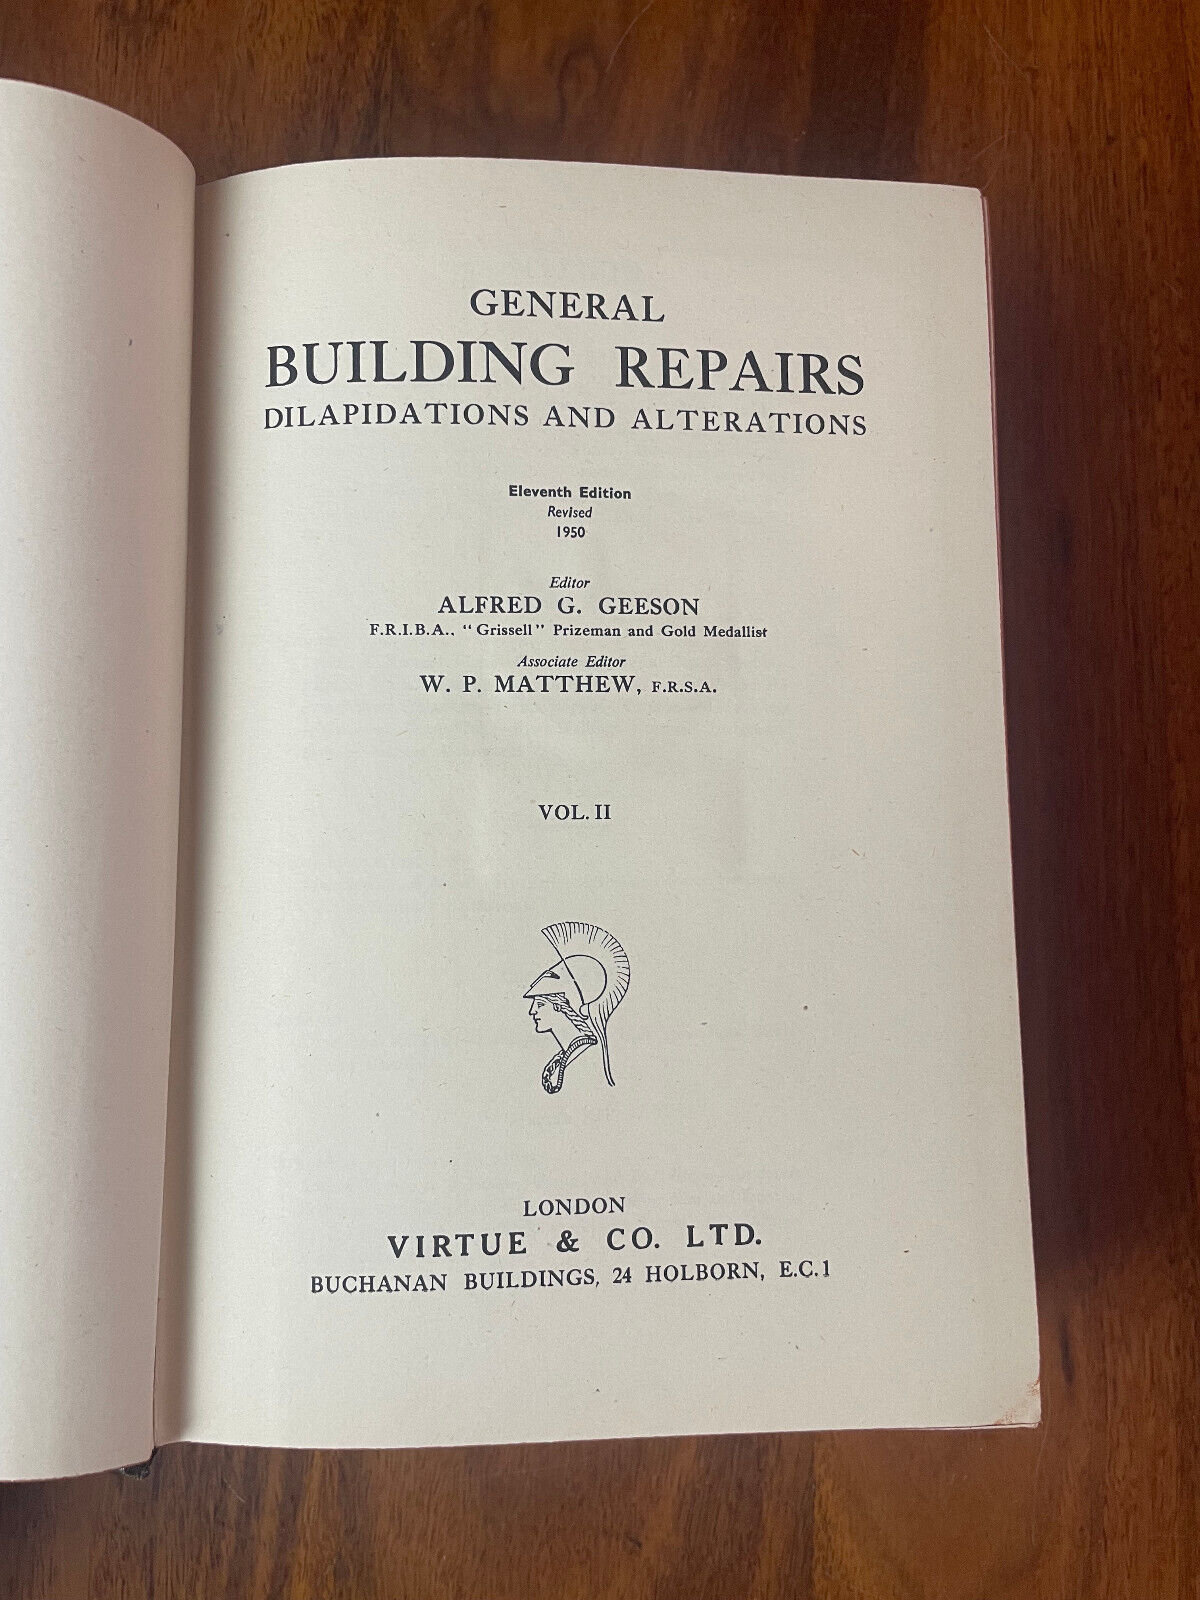 GENERAL
BUILDING REPAIRS
DILAPIDATIONS AND ALTERATIONS
Eleventh Edition
Revised
1950
Editor
ALFRED G. GEESON
F.R.I.B.A., "Grissell" Prizeman and Gold Medallist
Associate Editor
W. P. MATTHEW, F.R.S.A.
VOL. II
LONDON
VIRTUE & CO. LTD.
BUCHANAN BUILDINGS, 24 HOLBORN, E.C.1